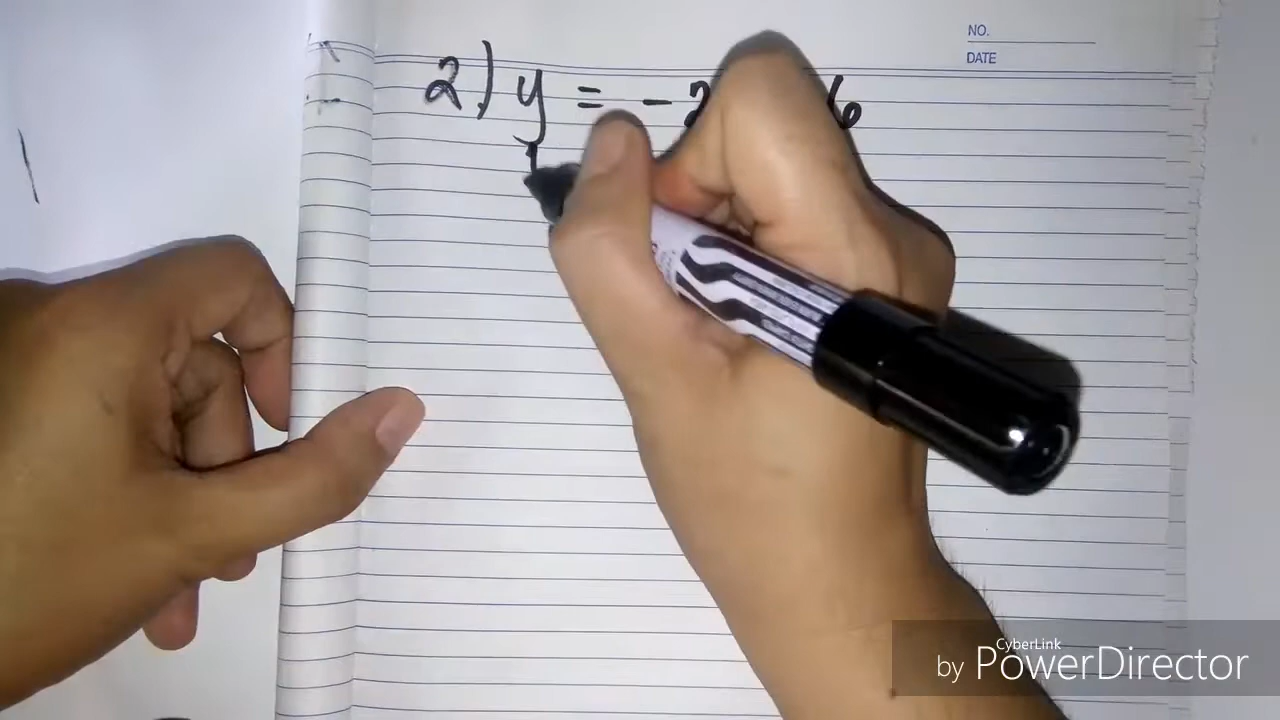 NO.
DATE
2) y = -2 6
CyberLink
by PowerDirector